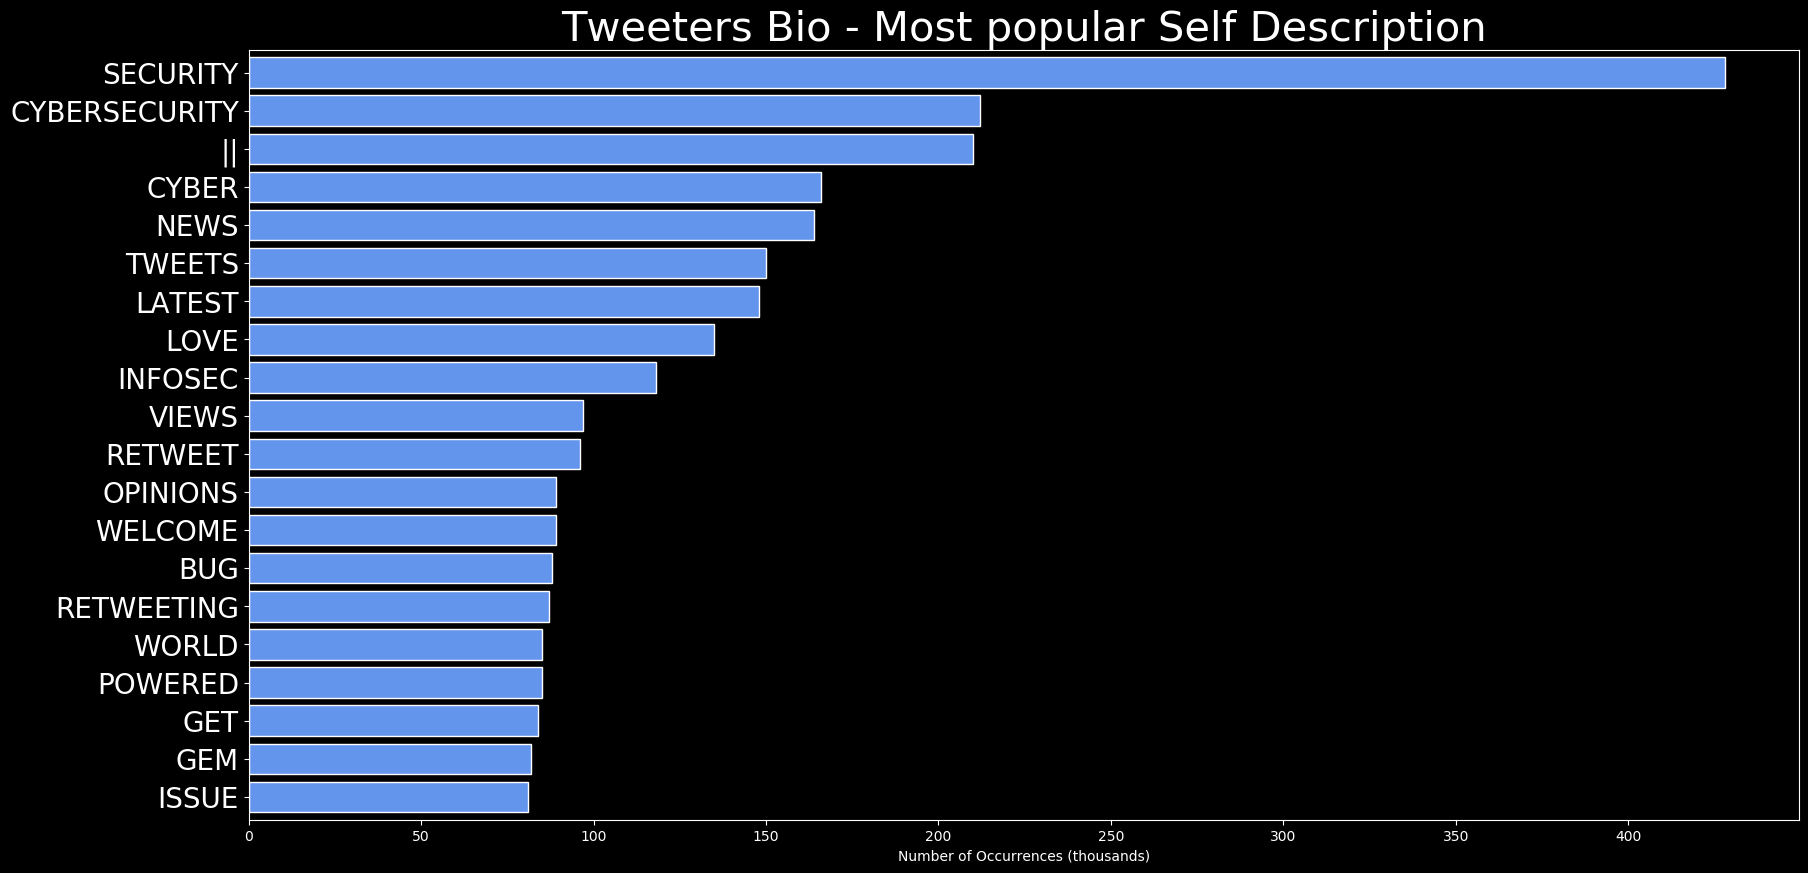 Tweeters Bio - Most popular Self Description
SECURITY
CYBERSECURITY
||
CYBER
NEWS
TWEETS
LATEST
LOVE
INFOSEC
VIEWS
RETWEET
OPINIONS
WELCOME
BUG
RETWEETING
WORLD
POWERED
GET
GEM
ISSUE
0 50 100 150 200 250 300 350 400
Number of Occurrences (thousands)